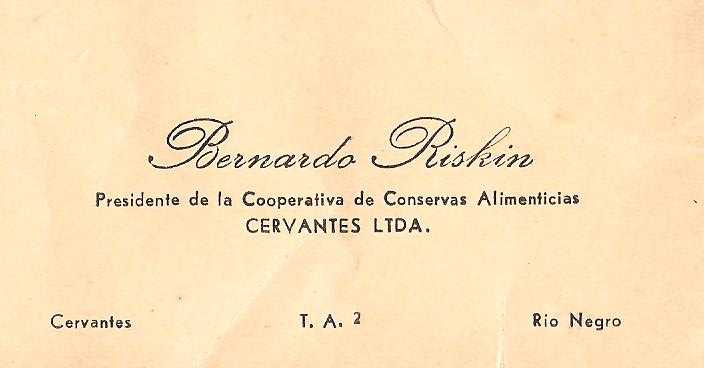 Bernardo Riskin
Presidente de la Cooperativa de Conservas Alimenticias
CERVANTES LTDA.
Cervantes T. A. 2 Rio Negro